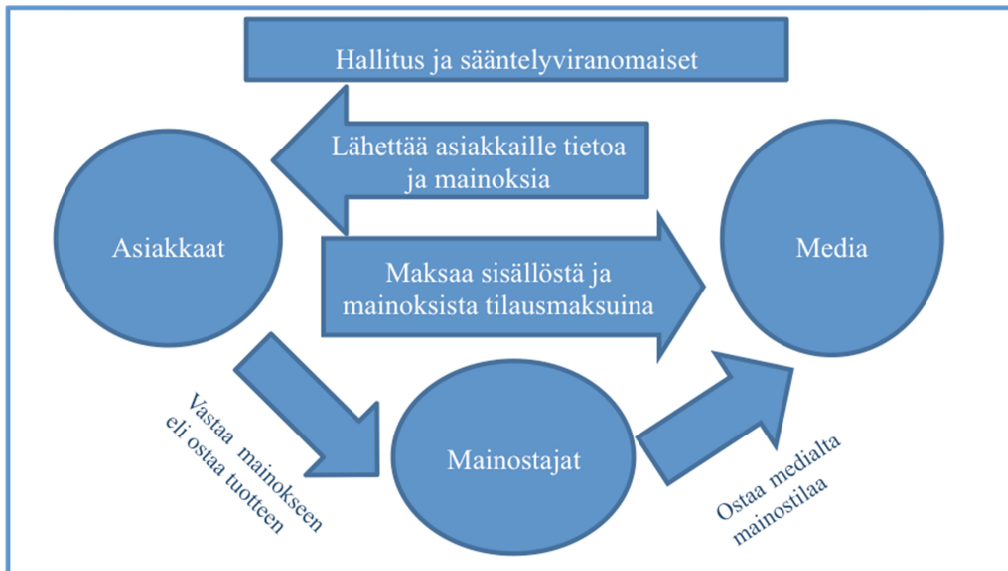 Hallitus ja sääntelyviranomaiset
Lähettää asiakkaille tietoa
ja mainoksia
Asiakkaat
Media
Maksaa sisällöstä ja
mainoksista tilausmaksuina
Vastaa mainokseen
eli ostaa tuotteen
Mainostajat
Ostaa medialta
mainostilaa